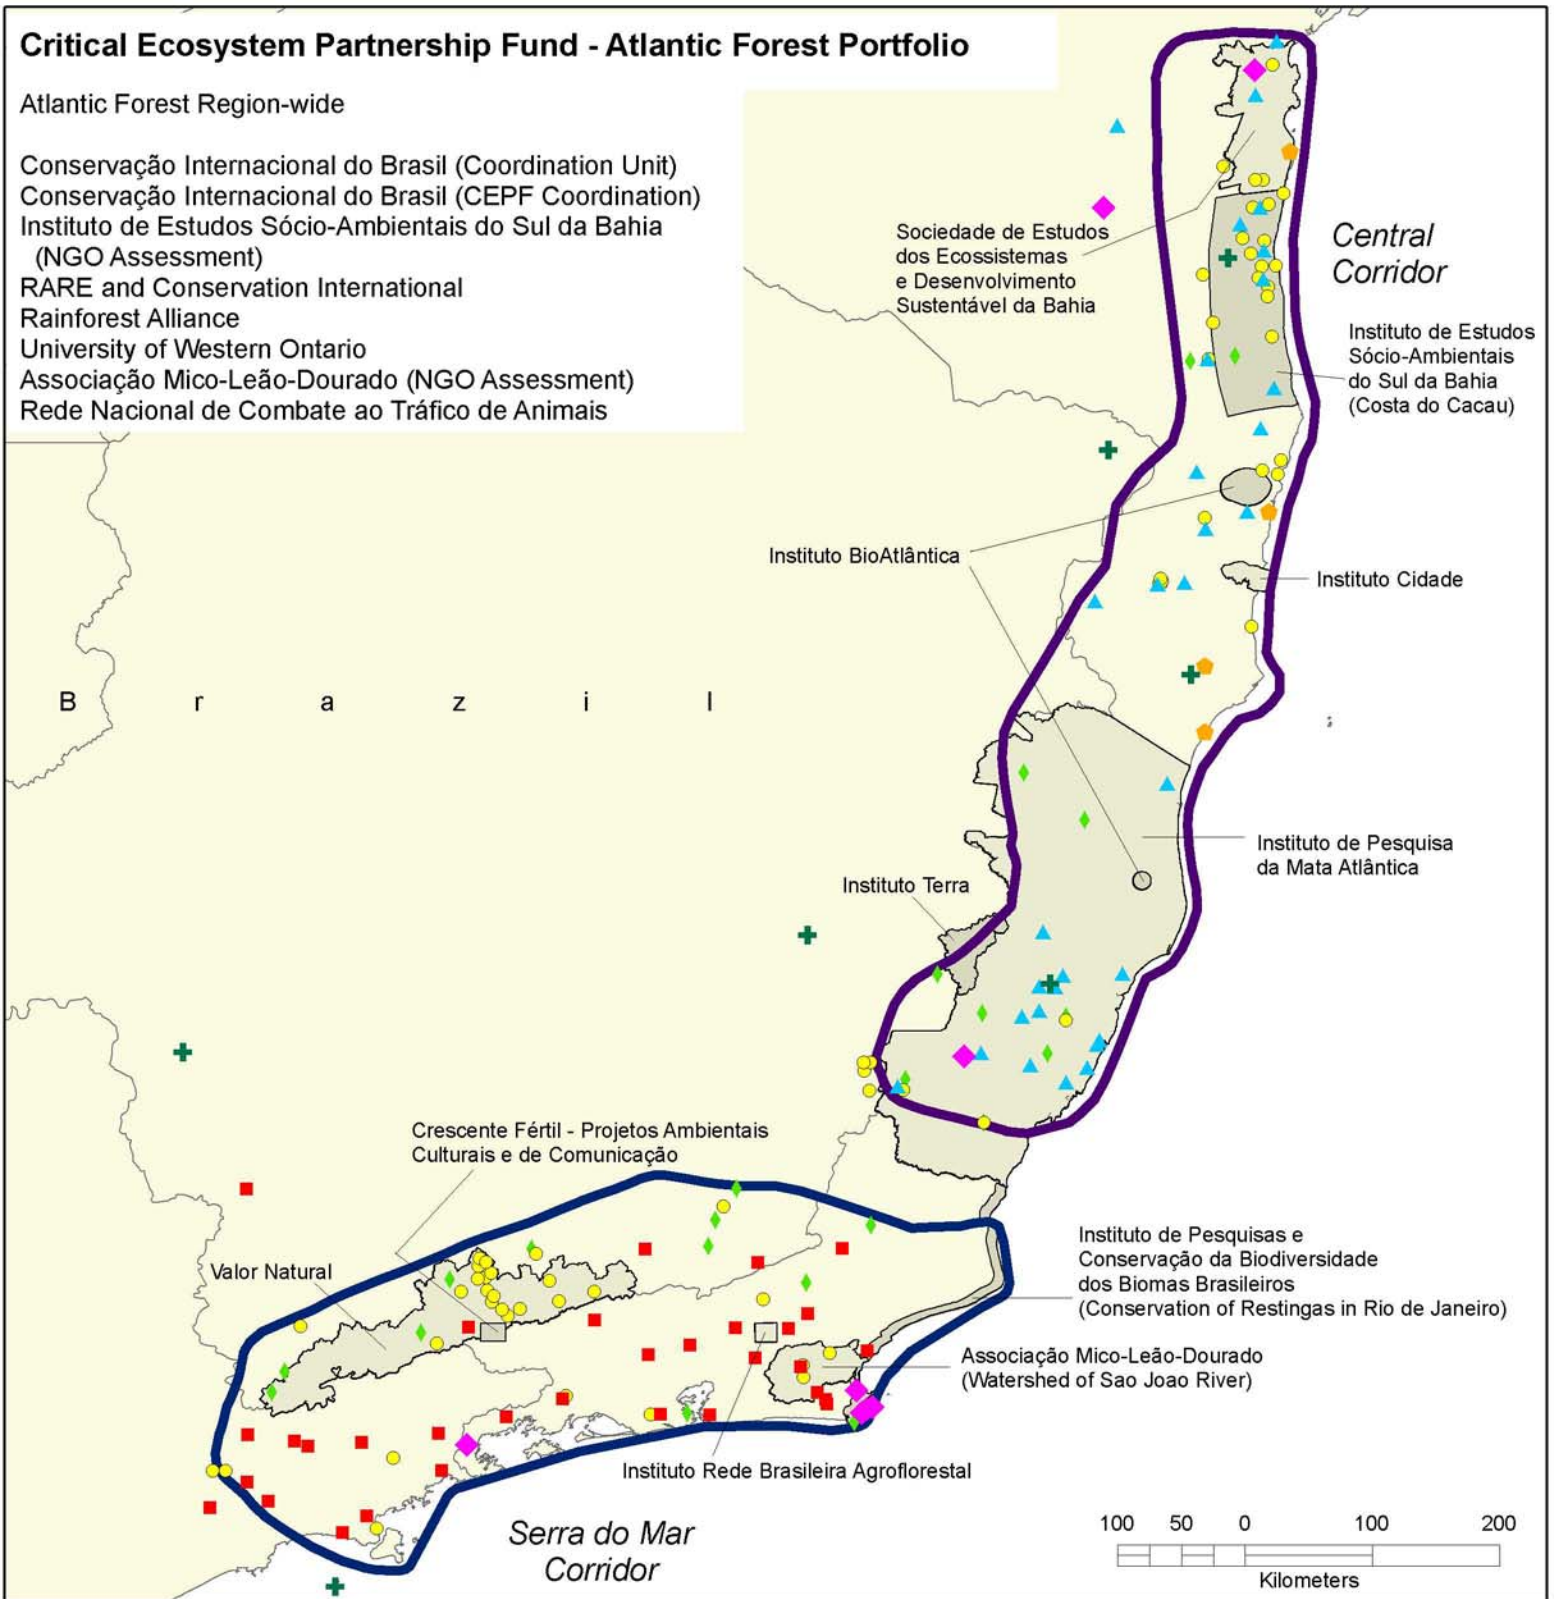 Critical Ecosystem Partnership Fund - Atlantic Forest Portfolio
Atlantic Forest Region-wide
Conservação Internacional do Brasil (Coordination Unit)
Conservação Internacional do Brasil (CEPF Coordination)
Instituto de Estudos Sócio-Ambientais do Sul da Bahia
(NGO Assessment)
RARE and Conservation International
Rainforest Alliance
University of Western Ontario
Associação Mico-Leão-Dourado (NGO Assessment)
Rede Nacional de Combate ao Tráfico de Animais
Sociedade de Estudos
dos Ecossistemas
e Desenvolvimento
Sustentável da Bahia
Central
Corridor
Instituto de Estudos
Sócio-Ambientais
do Sul da Bahia
(Costa do Cacau)
Instituto BioAtlântica
Instituto Cidade
B r a z i l
Instituto de Pesquisa
da Mata Atlântica
Instituto Terra
Crescente Fértil - Projetos Ambientais
Culturais e de Comunicação
Valor Natural
Instituto de Pesquisas e
Conservação da Biodiversidade
dos Biomas Brasileiros
(Conservation of Restingas in Rio de Janeiro)
Associação Mico-Leão-Dourado
(Watershed of Sao Joao River)
Instituto Rede Brasileira Agroflorestal
Serra do Mar
Corridor
100 50 0 100 200
Kilometers